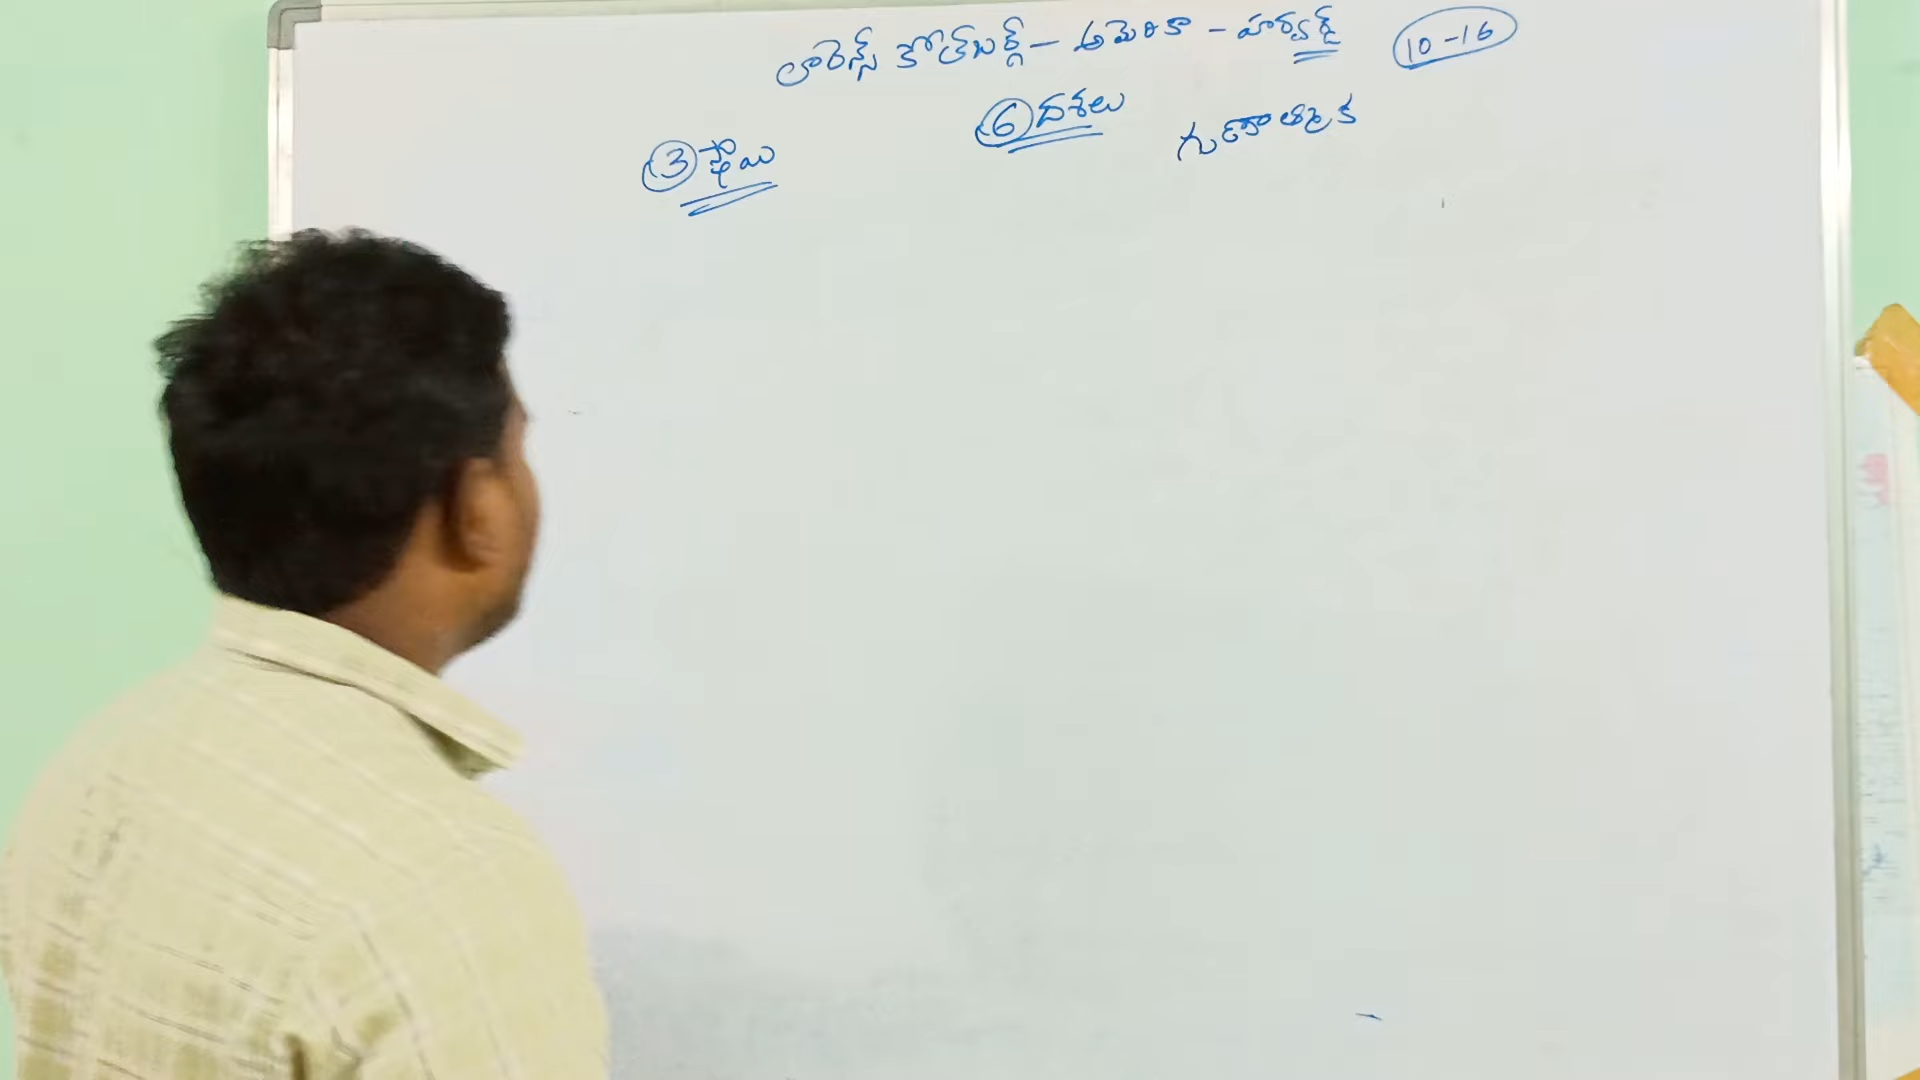 లారెన్స్ కోల్‌బర్గ్ - అమెరికా - హార్వర్డ్ 10-16
6 దశలు
3 స్థాయి
గుణాత్మక